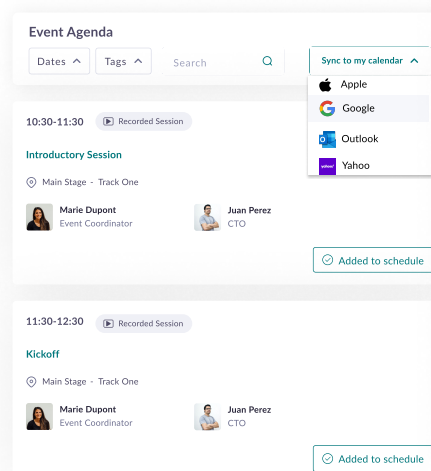 Event Agenda
Dates
Tags
Search
Sync to my calendar
Apple
Google
Outlook
Yahoo
10:30-11:30
Recorded Session
Introductory Session
Main Stage - Track One
Marie Dupont
Event Coordinator
Juan Perez
CTO
Added to schedule
11:30-12:30
Recorded Session
Kickoff
Main Stage - Track One
Marie Dupont
Event Coordinator
Juan Perez
CTO
Added to schedule